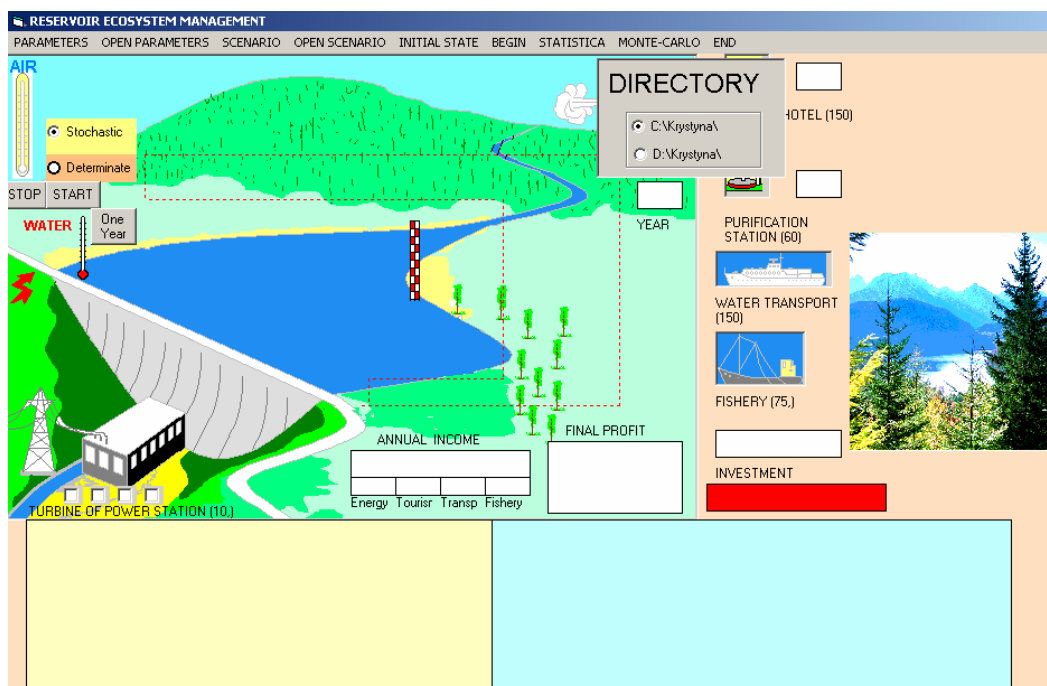 RESERVOIR ECOSYSTEM MANAGEMENT
PARAMETERS OPEN PARAMETERS SCENARIO OPEN SCENARIO INITIAL STATE BEGIN STATISTICA MONTE-CARLO END
AIR
Stochastic
Determinate
STOP START
WATER
One
Year
DIRECTORY
C:\Krystyna\
D:\Krystyna\
HOTEL (150)
YEAR
PURIFICATION
STATION (60)
WATER TRANSPORT
(150)
FISHERY (75,)
INVESTMENT
ANNUAL INCOME
Energy Tourisr Transp Fishery
FINAL PROFIT
TURBINE OF POWER STATION (10,)